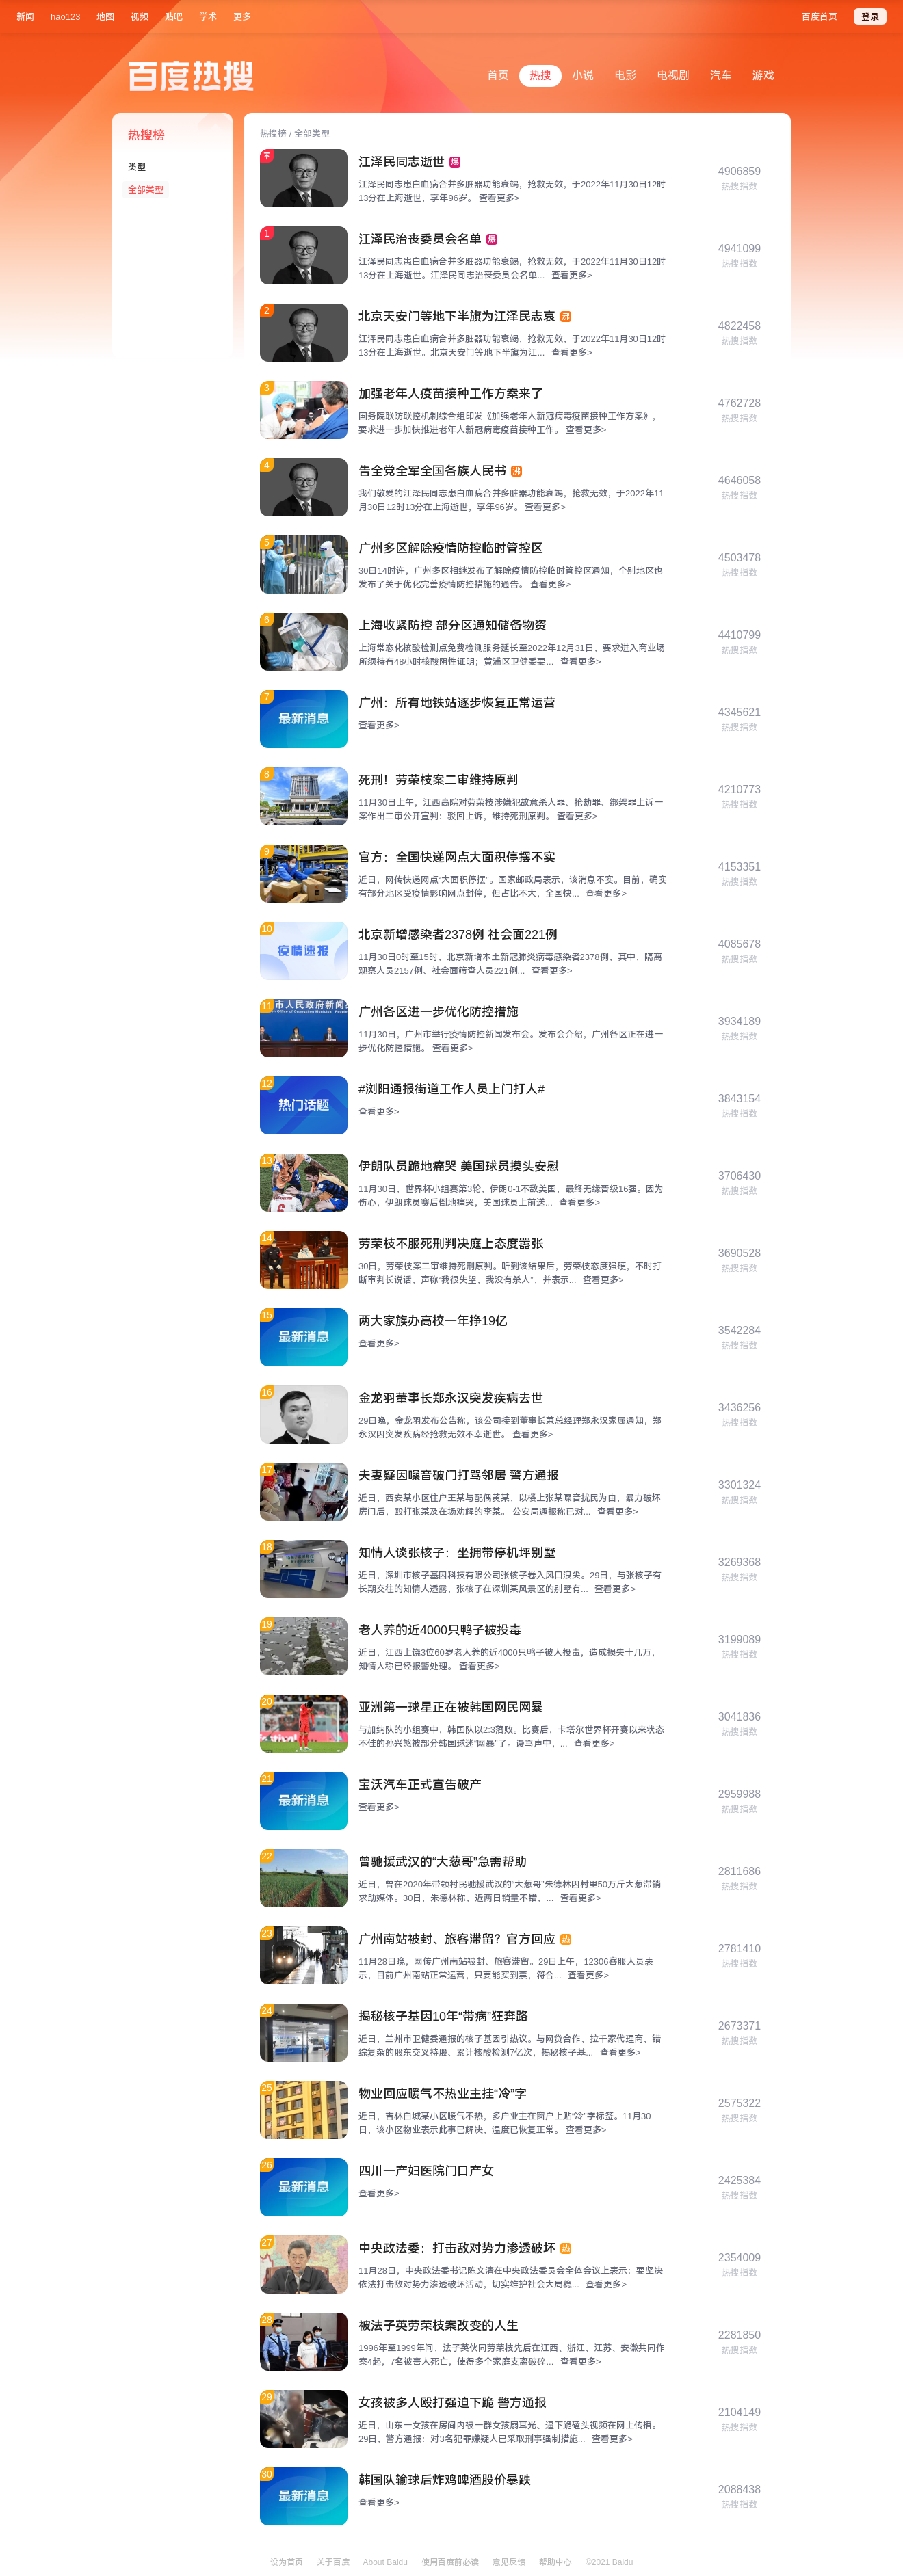 新闻 hao123 地图 视频 贴吧 学术 更多 百度首页 登录
百度热搜
首页 热搜 小说 电影 电视剧 汽车 游戏
热搜榜
类型
全部类型
热搜榜 / 全部类型
江泽民同志逝世 爆
江泽民同志患白血病合并多脏器功能衰竭，抢救无效，于2022年11月30日12时
13分在上海逝世，享年96岁。 查看更多>
4906859
热搜指数
1
江泽民治丧委员会名单 爆
江泽民同志患白血病合并多脏器功能衰竭，抢救无效，于2022年11月30日12时
13分在上海逝世。江泽民同志治丧委员会名单... 查看更多>
4941099
热搜指数
2
北京天安门等地下半旗为江泽民志哀 沸
江泽民同志患白血病合并多脏器功能衰竭，抢救无效，于2022年11月30日12时
13分在上海逝世。北京天安门等地下半旗为江... 查看更多>
4822458
热搜指数
3
加强老年人疫苗接种工作方案来了
国务院联防联控机制综合组印发《加强老年人新冠病毒疫苗接种工作方案》，
要求进一步加快推进老年人新冠病毒疫苗接种工作。 查看更多>
4762728
热搜指数
4
告全党全军全国各族人民书 沸
我们敬爱的江泽民同志患白血病合并多脏器功能衰竭，抢救无效，于2022年11
月30日12时13分在上海逝世，享年96岁。 查看更多>
4646058
热搜指数
5
广州多区解除疫情防控临时管控区
30日14时许，广州多区相继发布了解除疫情防控临时管控区通知，个别地区也
发布了关于优化完善疫情防控措施的通告。 查看更多>
4503478
热搜指数
6
上海收紧防控 部分区通知储备物资
上海常态化核酸检测点免费检测服务延长至2022年12月31日，要求进入商业场
所须持有48小时核酸阴性证明；黄浦区卫健委要... 查看更多>
4410799
热搜指数
7
最新消息
广州：所有地铁站逐步恢复正常运营
查看更多>
4345621
热搜指数
8
死刑！劳荣枝案二审维持原判
11月30日上午，江西高院对劳荣枝涉嫌犯故意杀人罪、抢劫罪、绑架罪上诉一
案作出二审公开宣判：驳回上诉，维持死刑原判。 查看更多>
4210773
热搜指数
9
官方：全国快递网点大面积停摆不实
近日，网传快递网点“大面积停摆”。国家邮政局表示，该消息不实。目前，确实
有部分地区受疫情影响网点封停，但占比不大，全国快... 查看更多>
4153351
热搜指数
10
疫情速报
北京新增感染者2378例 社会面221例
11月30日0时至15时，北京新增本土新冠肺炎病毒感染者2378例，其中，隔离
观察人员2157例、社会面筛查人员221例... 查看更多>
4085678
热搜指数
11
市人民政府新闻
广州各区进一步优化防控措施
11月30日，广州市举行疫情防控新闻发布会。发布会介绍，广州各区正在进一
步优化防控措施。 查看更多>
3934189
热搜指数
12
热门话题
#浏阳通报街道工作人员上门打人#
查看更多>
3843154
热搜指数
13
伊朗队员跪地痛哭 美国球员摸头安慰
11月30日，世界杯小组赛第3轮，伊朗0-1不敌美国，最终无缘晋级16强。因为
伤心，伊朗球员赛后倒地痛哭，美国球员上前送... 查看更多>
3706430
热搜指数
14
劳荣枝不服死刑判决庭上态度嚣张
30日，劳荣枝案二审维持死刑原判。听到该结果后，劳荣枝态度强硬，不时打
断审判长说话，声称“我很失望，我没有杀人”，并表示... 查看更多>
3690528
热搜指数
15
最新消息
两大家族办高校一年挣19亿
查看更多>
3542284
热搜指数
16
金龙羽董事长郑永汉突发疾病去世
29日晚，金龙羽发布公告称，该公司接到董事长兼总经理郑永汉家属通知，郑
永汉因突发疾病经抢救无效不幸逝世。 查看更多>
3436256
热搜指数
17
夫妻疑因噪音破门打骂邻居 警方通报
近日，西安某小区住户王某与配偶黄某，以楼上张某噪音扰民为由，暴力破坏
房门后，殴打张某及在场劝解的李某。 公安局通报称已对... 查看更多>
3301324
热搜指数
18
知情人谈张核子：坐拥带停机坪别墅
近日，深圳市核子基因科技有限公司张核子卷入风口浪尖。29日，与张核子有
长期交往的知情人透露，张核子在深圳某风景区的别墅有... 查看更多>
3269368
热搜指数
19
老人养的近4000只鸭子被投毒
近日，江西上饶3位60岁老人养的近4000只鸭子被人投毒，造成损失十几万，
知情人称已经报警处理。 查看更多>
3199089
热搜指数
20
亚洲第一球星正在被韩国网民网暴
与加纳队的小组赛中，韩国队以2:3落败。比赛后，卡塔尔世界杯开赛以来状态
不佳的孙兴慜被部分韩国球迷“网暴”了。谩骂声中，... 查看更多>
3041836
热搜指数
21
最新消息
宝沃汽车正式宣告破产
查看更多>
2959988
热搜指数
22
曾驰援武汉的“大葱哥”急需帮助
近日，曾在2020年带领村民驰援武汉的“大葱哥”朱德林因村里50万斤大葱滞销
求助媒体。30日，朱德林称，近两日销量不错，... 查看更多>
2811686
热搜指数
23
广州南站被封、旅客滞留？官方回应 热
11月28日晚，网传广州南站被封、旅客滞留。29日上午，12306客服人员表
示，目前广州南站正常运营，只要能买到票，符合... 查看更多>
2781410
热搜指数
24
揭秘核子基因10年“带病”狂奔路
近日，兰州市卫健委通报的核子基因引热议。与网贷合作、拉千家代理商、错
综复杂的股东交叉持股、累计核酸检测7亿次，揭秘核子基... 查看更多>
2673371
热搜指数
25
物业回应暖气不热业主挂“冷”字
近日，吉林白城某小区暖气不热，多户业主在窗户上贴“冷”字标签。11月30
日，该小区物业表示此事已解决，温度已恢复正常。 查看更多>
2575322
热搜指数
26
最新消息
四川一产妇医院门口产女
查看更多>
2425384
热搜指数
27
中央政法委：打击敌对势力渗透破坏 热
11月28日，中央政法委书记陈文清在中央政法委员会全体会议上表示：要坚决
依法打击敌对势力渗透破坏活动，切实维护社会大局稳... 查看更多>
2354009
热搜指数
28
被法子英劳荣枝案改变的人生
1996年至1999年间，法子英伙同劳荣枝先后在江西、浙江、江苏、安徽共同作
案4起，7名被害人死亡，使得多个家庭支离破碎... 查看更多>
2281850
热搜指数
29
女孩被多人殴打强迫下跪 警方通报
近日，山东一女孩在房间内被一群女孩扇耳光、逼下跪磕头视频在网上传播。
29日，警方通报：对3名犯罪嫌疑人已采取刑事强制措施... 查看更多>
2104149
热搜指数
30
最新消息
韩国队输球后炸鸡啤酒股价暴跌
查看更多>
2088438
热搜指数
设为首页 关于百度 About Baidu 使用百度前必读 意见反馈 帮助中心 ©2021 Baidu